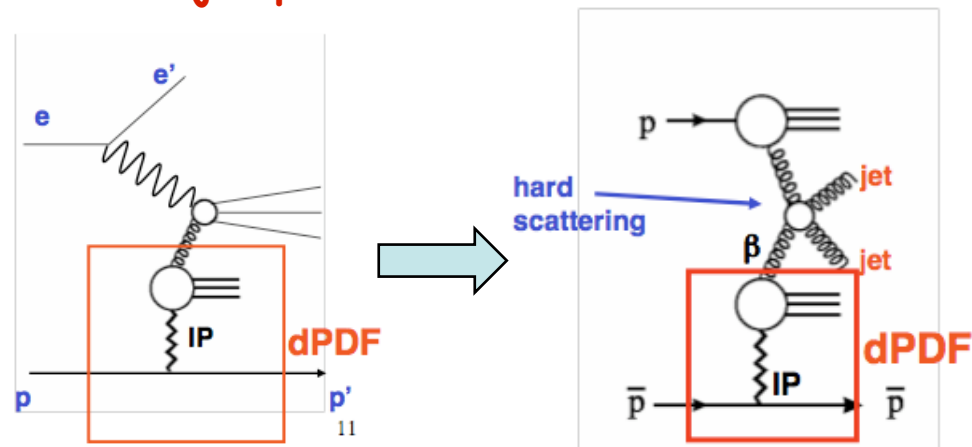 e
e'
IP
dPDF
p
p'
11
p
hard
scattering
jet
β
jet
dPDF
IP
p̅
p̅